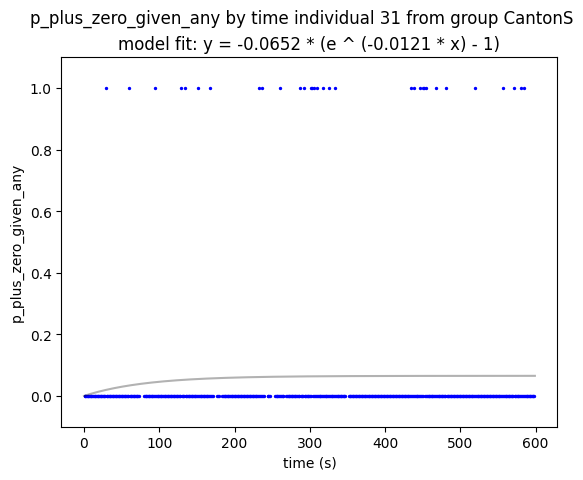 p_plus_zero_given_any by time individual 31 from group CantonS
model fit: y = -0.0652 * (e ^ (-0.0121 * x) - 1)
1.0
0.8
0.6
0.4
0.2
0.0
p_plus_zero_given_any
0 100 200 300 400 500 600
time (s)